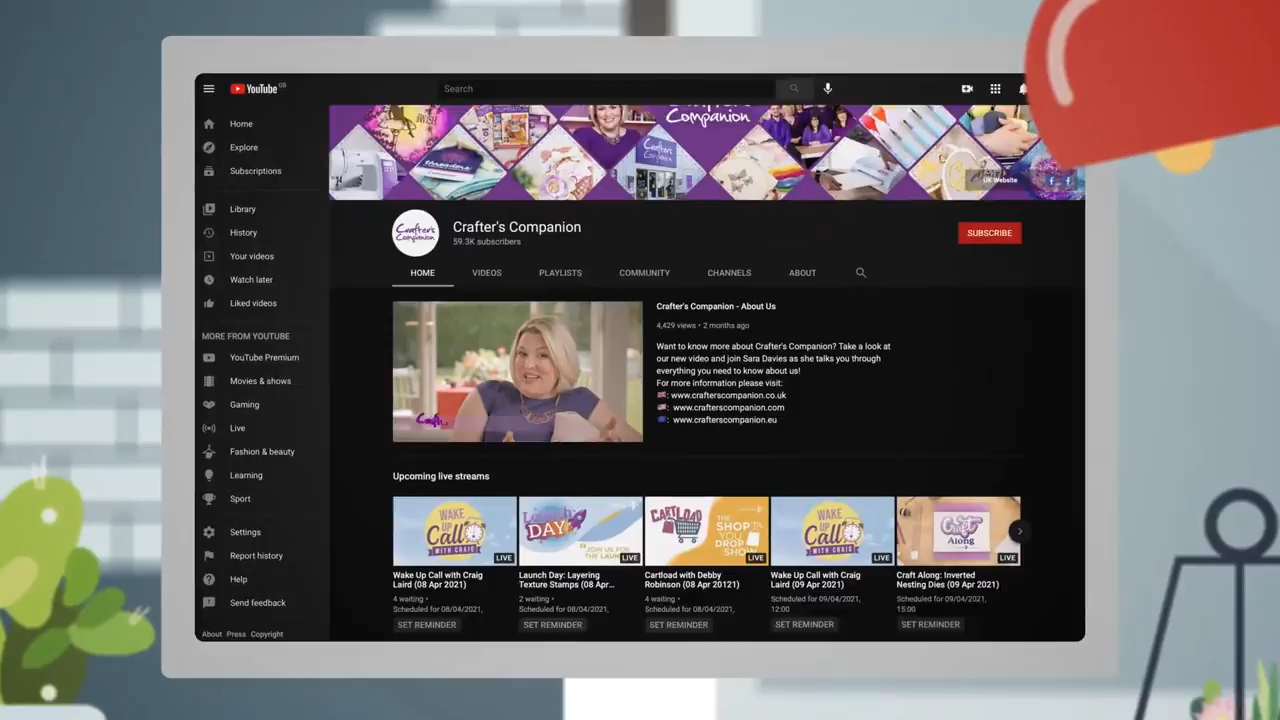 YouTube GB
Search
Home
Explore
Subscriptions
Library
History
Your videos
Watch later
Liked videos
MORE FROM YOUTUBE
YouTube Premium
Movies & shows
Gaming
Live
Fashion & beauty
Learning
Sport
Settings
Report history
Help
Send feedback
About Press Copyright
Crafter's
Companion
Crafter's
Companion
threaders
UK Website
Crafter's
Companion
Crafter's Companion
59.3K subscribers
SUBSCRIBE
HOME
VIDEOS
PLAYLISTS
COMMUNITY
CHANNELS
ABOUT
Crafter's Companion - About Us
4,429 views • 2 months ago
Want to know more about Crafter's Companion? Take a look at
our new video and join Sara Davies as she talks you through
everything you need to know about us!
For more information please visit:
: www.crafterscompanion.co.uk
: www.crafterscompanion.com
: www.crafterscompanion.eu
Upcoming live streams
WAKE
UP
Call
WITH CRAIG
LIVE
Launch
DAY
JOIN US FOR
THE LAUNCH
LIVE
CARTLOAD
THE
SHOP 'TIL
YOU
DROP
SHOW
LIVE
WAKE
UP
Call
WITH CRAIG
LIVE
Craft
Along
LIVE
Wake Up Call with Craig
Laird (08 Apr 2021)
4 waiting •
Scheduled for 08/04/2021,
SET REMINDER
Launch Day: Layering
Texture Stamps (08 Apr...
2 waiting •
Scheduled for 08/04/2021,
SET REMINDER
Cartload with Debby
Robinson (08 Apr 20121)
4 waiting •
Scheduled for 08/04/2021,
SET REMINDER
Wake Up Call with Craig
Laird (09 Apr 2021)
Scheduled for 09/04/2021,
12:00
SET REMINDER
Craft Along: Inverted
Nesting Dies (09 Apr 2021)
Scheduled for 09/04/2021,
15:00
SET REMINDER